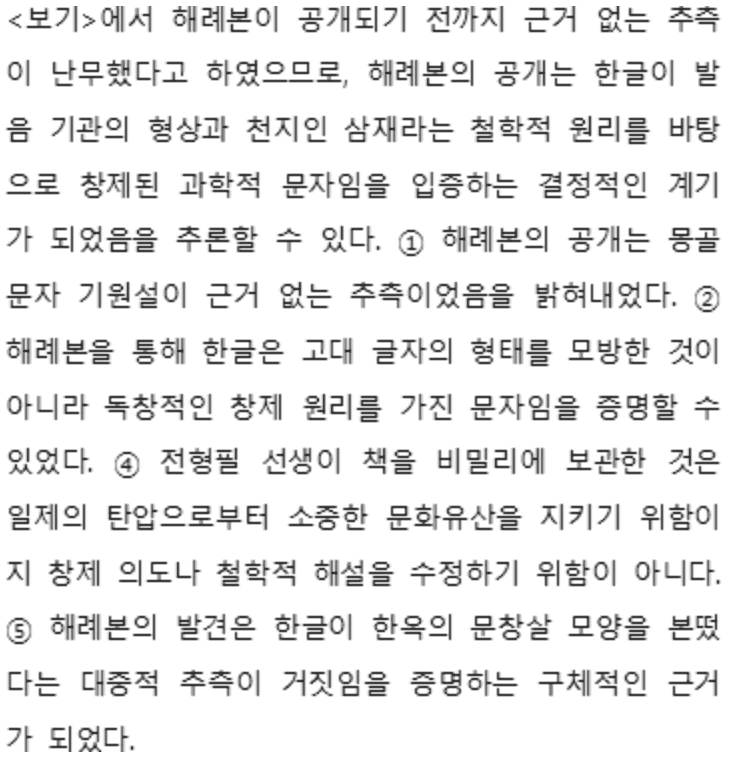 <보기>에서 해례본이 공개되기 전까지 근거 없는 추측
이 난무했다고 하였으므로, 해례본의 공개는 한글이 발
음 기관의 형상과 천지인 삼재라는 철학적 원리를 바탕
으로 창제된 과학적 문자임을 입증하는 결정적인 계기
가 되었음을 추론할 수 있다. ① 해례본의 공개는 몽골
문자 기원설이 근거 없는 추측이었음을 밝혀내었다. ②
해례본을 통해 한글은 고대 글자의 형태를 모방한 것이
아니라 독창적인 창제 원리를 가진 문자임을 증명할 수
있었다. ④ 전형필 선생이 책을 비밀리에 보관한 것은
일제의 탄압으로부터 소중한 문화유산을 지키기 위함이
지 창제 의도나 철학적 해설을 수정하기 위함이 아니다.
⑤ 해례본의 발견은 한글이 한옥의 문창살 모양을 본떴
다는 대중적 추측이 거짓임을 증명하는 구체적인 근거
가 되었다.